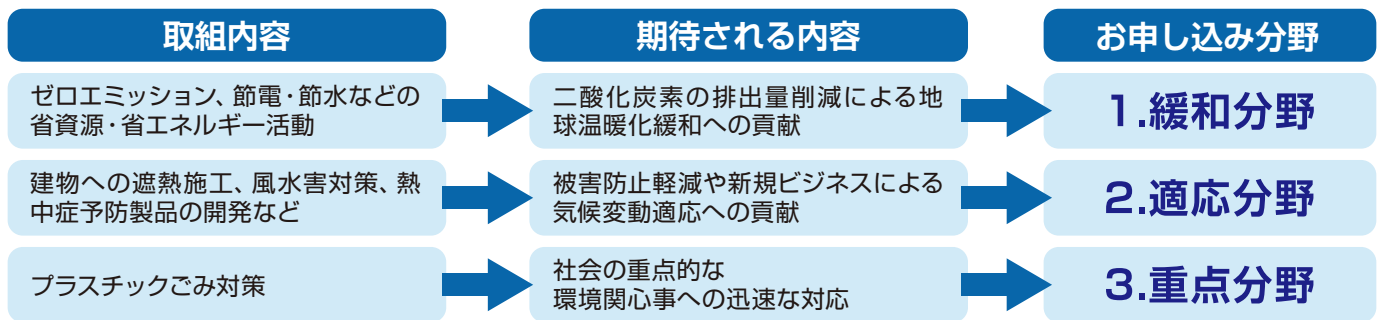 取組内容
期待される内容
お申し込み分野
ゼロエミッション、節電・節水などの
省資源・省エネルギー活動
二酸化炭素の排出量削減による地
球温暖化緩和への貢献
1.緩和分野
建物への遮熱施工、風水害対策、熱
中症予防製品の開発など
被害防止軽減や新規ビジネスによる
気候変動適応への貢献
2.適応分野
プラスチックごみ対策
社会の重点的な
環境関心事への迅速な対応
3.重点分野